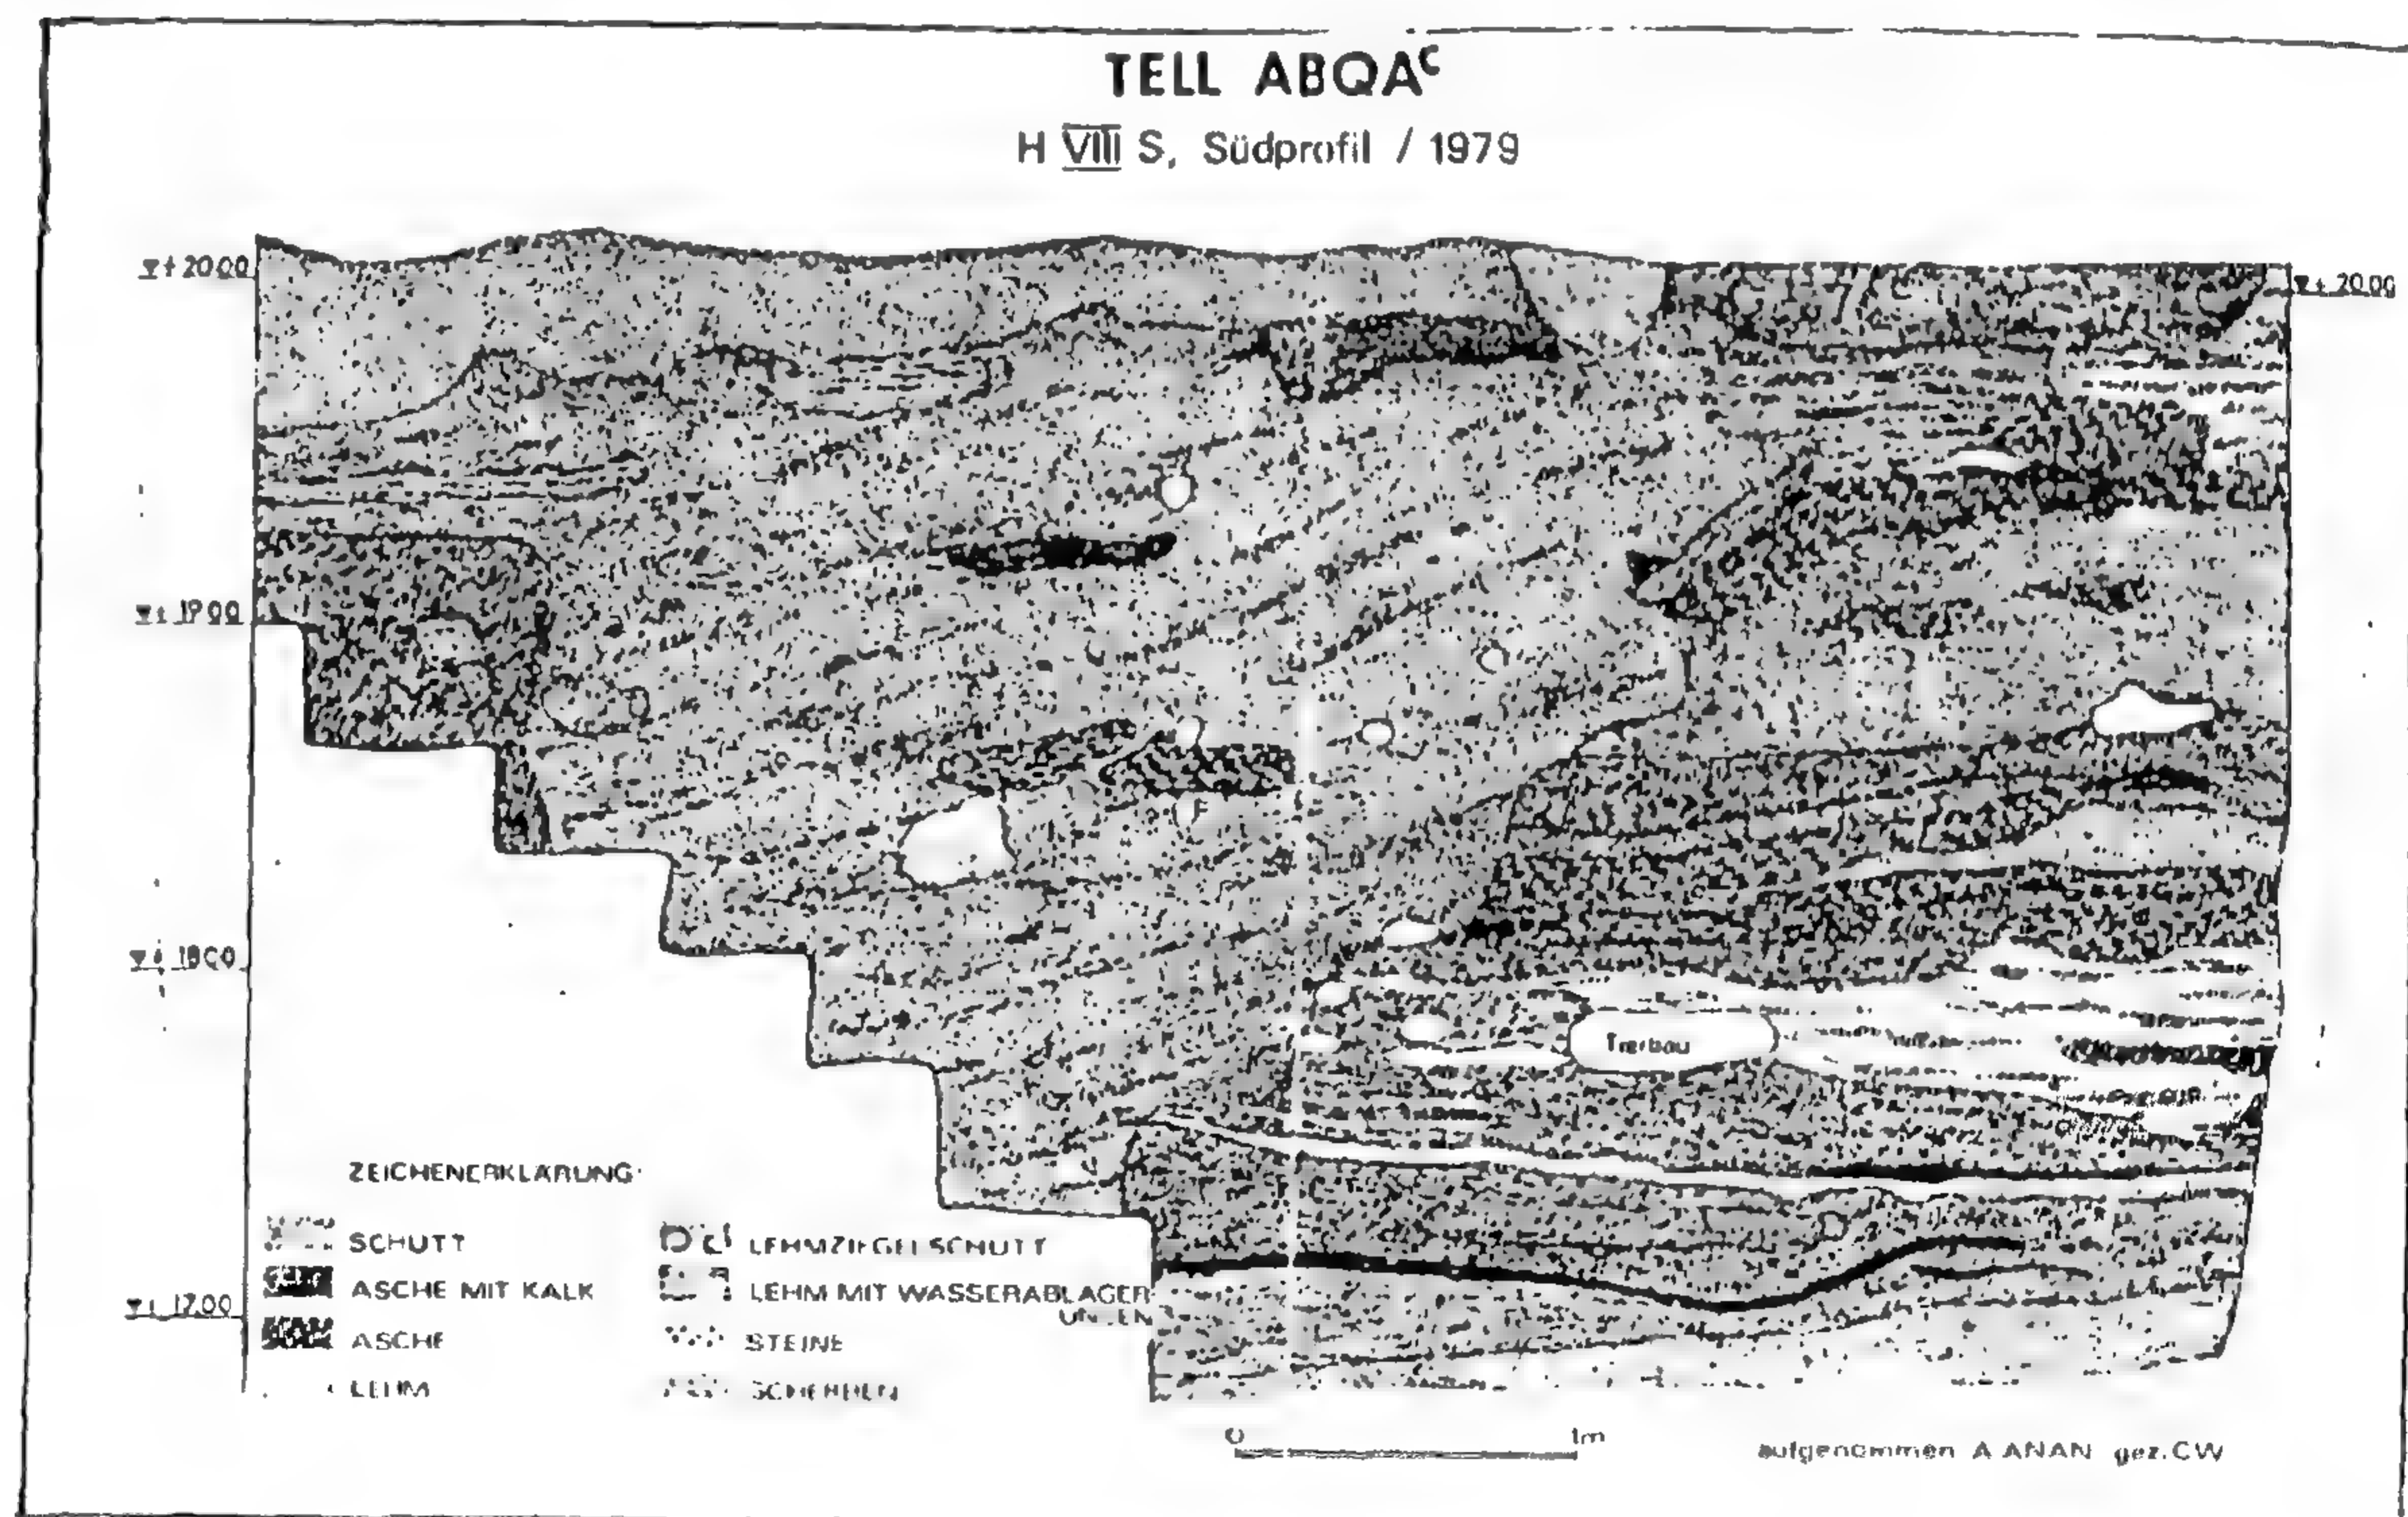 TELL ABQAᶜ
H VIII S, Südprofil / 1979
+ 20.00
+ 20.00
+ 19.00
+ 18.00
+ 17.00
Tierbau
ZEICHENERKLÄRUNG:
SCHUTT
ASCHE MIT KALK
ASCHE
LEHM
LEHMZIEGELSCHUTT
LEHM MIT WASSERABLAGER
UNGEN
STEINE
SCHERBEN
0 1m
aufgenommen A ANAN gez. CW